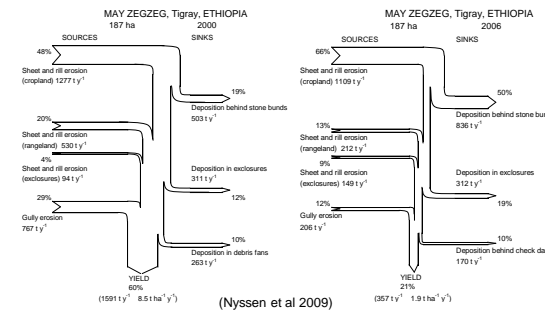 MAY ZEGZEG, Tigray, ETHIOPIA
187 ha 2000
SOURCES SINKS
48%
Sheet and rill erosion
(cropland) 1277 t y-1
19%
Deposition behind stone bunds
503 t y-1
20%
Sheet and rill erosion
(rangeland) 530 t y-1
4%
Sheet and rill erosion
(exclosures) 94 t y-1
Deposition in exclosures
311 t y-1
12%
29%
Gully erosion
767 t y-1
10%
Deposition in debris fans
263 t y-1
YIELD
60%
(1591 t y-1 8.5 t ha-1 y-1)
MAY ZEGZEG, Tigray, ETHIOPIA
187 ha 2006
SOURCES SINKS
66%
Sheet and rill erosion
(cropland) 1109 t y-1
50%
Deposition behind stone bu
836 t y-1
13%
Sheet and rill erosion
(rangeland) 212 t y-1
9%
Sheet and rill erosion
(exclosures) 149 t y-1
Deposition in exclosures
312 t y-1
19%
12%
Gully erosion
206 t y-1
10%
Deposition behind check da
170 t y-1
YIELD
21%
(357 t y-1 1.9 t ha-1 y-1)
(Nyssen et al 2009)